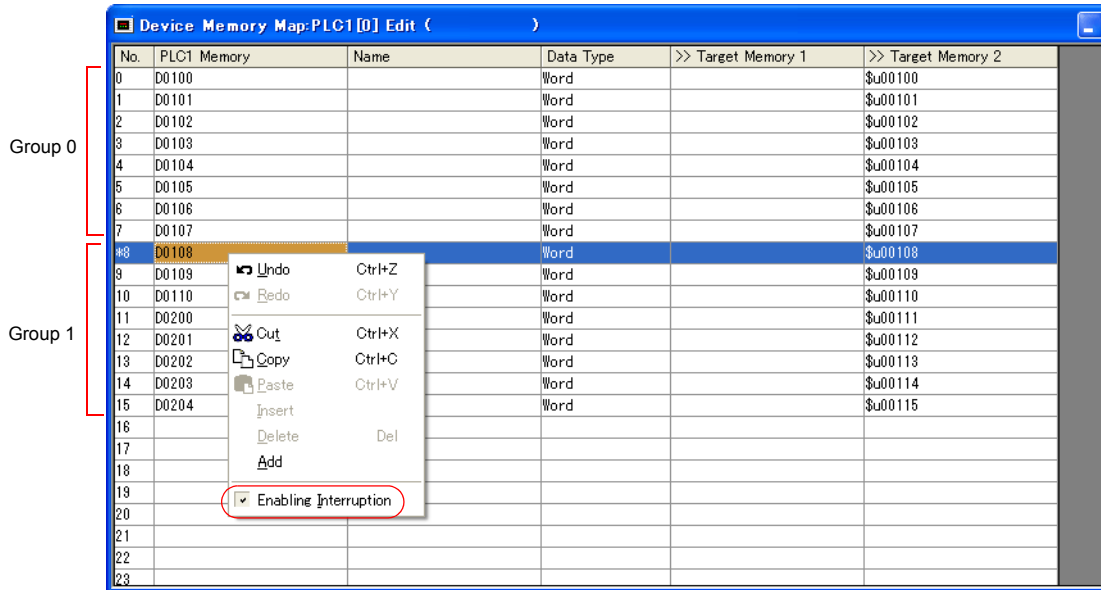 Device Memory Map:PLC1[0] Edit ( )
No. PLC1 Memory Name Data Type >> Target Memory 1 >> Target Memory 2
0 D0100 Word $u00100
1 D0101 Word $u00101
2 D0102 Word $u00102
Group 0
3 D0103 Word $u00103
4 D0104 Word $u00104
5 D0105 Word $u00105
6 D0106 Word $u00106
7 D0107 Word $u00107
*8 D0108 Word $u00108
9 D0109 Word $u00109
10 D0110 Word $u00110
11 D0200 Word $u00111
Group 1
12 D0201 Word $u00112
13 D0202 Word $u00113
14 D0203 Word $u00114
15 D0204 Word $u00115
16
17
18
19
20
21
22
23
Undo Ctrl+Z
Redo Ctrl+Y
Cut Ctrl+X
Copy Ctrl+C
Paste Ctrl+V
Insert
Delete Del
Add
Enabling Interruption